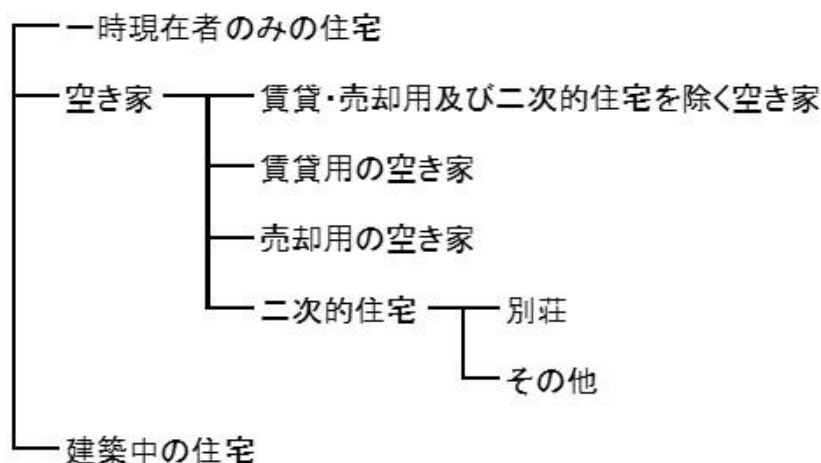 一時現在者のみの住宅
空き家
賃貸・売却用及び二次的住宅を除く空き家
賃貸用の空き家
売却用の空き家
二次的住宅
別荘
その他
建築中の住宅